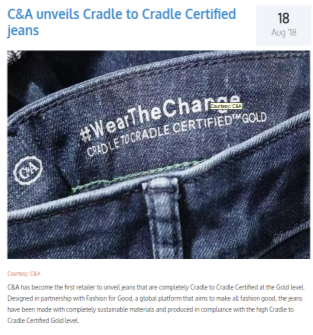 C&A unveils Cradle to Cradle Certified
jeans
18
Aug '18
#WearTheChange
Courtesy: C&A
CRADLE TO CRADLE CERTIFIED™GOLD
C&A
Courtesy: C&A
C&A has become the first retailer to unveil jeans that are completely Cradle to Cradle Certified at the Gold level.
Designed in partnership with Fashion for Good, a global platform that aims to make all fashion good, the jeans
have been made with completely sustainable materials and produced in compliance with the high Cradle to
Cradle Certified Gold level.